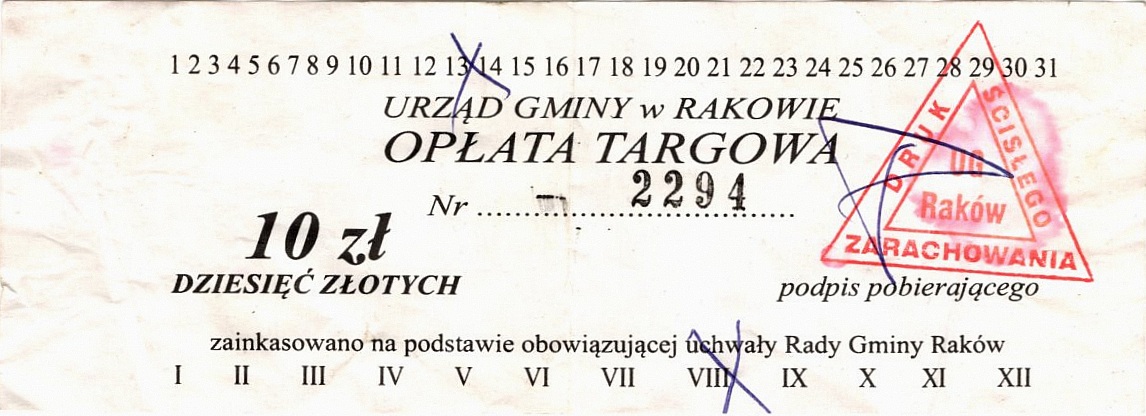 1 2 3 4 5 6 7 8 9 10 11 12 13 14 15 16 17 18 19 20 21 22 23 24 25 26 27 28 29 30 31
URZĄD GMINY w RAKOWIE
OPŁATA TARGOWA
Nr ........ - ........ 2294 ........
10 zł
DZIESIĘĆ ZŁOTYCH
DRUK ŚCISŁEGO ZARACHOWANIA
UG
Raków
podpis pobierającego
zainkasowano na podstawie obowiązującej uchwały Rady Gminy Raków
I II III IV V VI VII VIII IX X XI XII